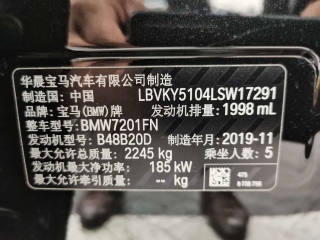 华晨宝马汽车有限公司制造
制造国: 中国 LBVKY5104LSW17291
品牌: 宝马(BMW)牌 发动机排量: 1998 mL
整车型号: BMW7201FN
发动机型号: B48B20D 制造年月: 2019-11
最大允许总质量: 2245 kg 乘坐人数: 5
发动机最大净功率: 185 kW
最大允许牵引质量: -- kg
475